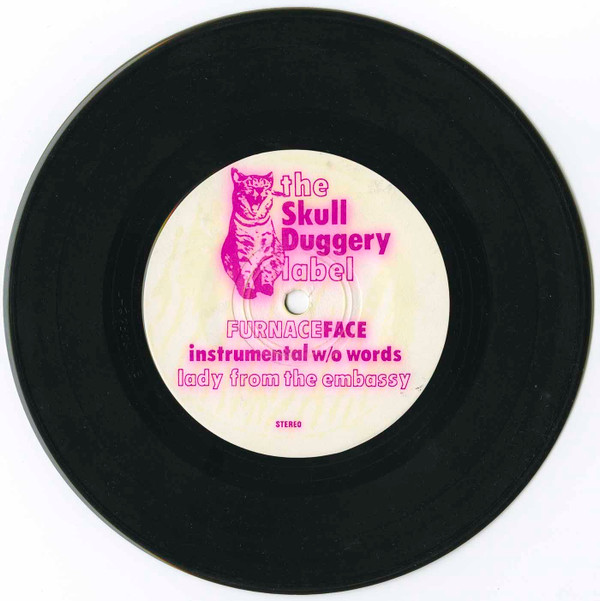 the
Skull
Duggery
label
FURNACEFACE
instrumental w/o words
lady from the embassy
STEREO